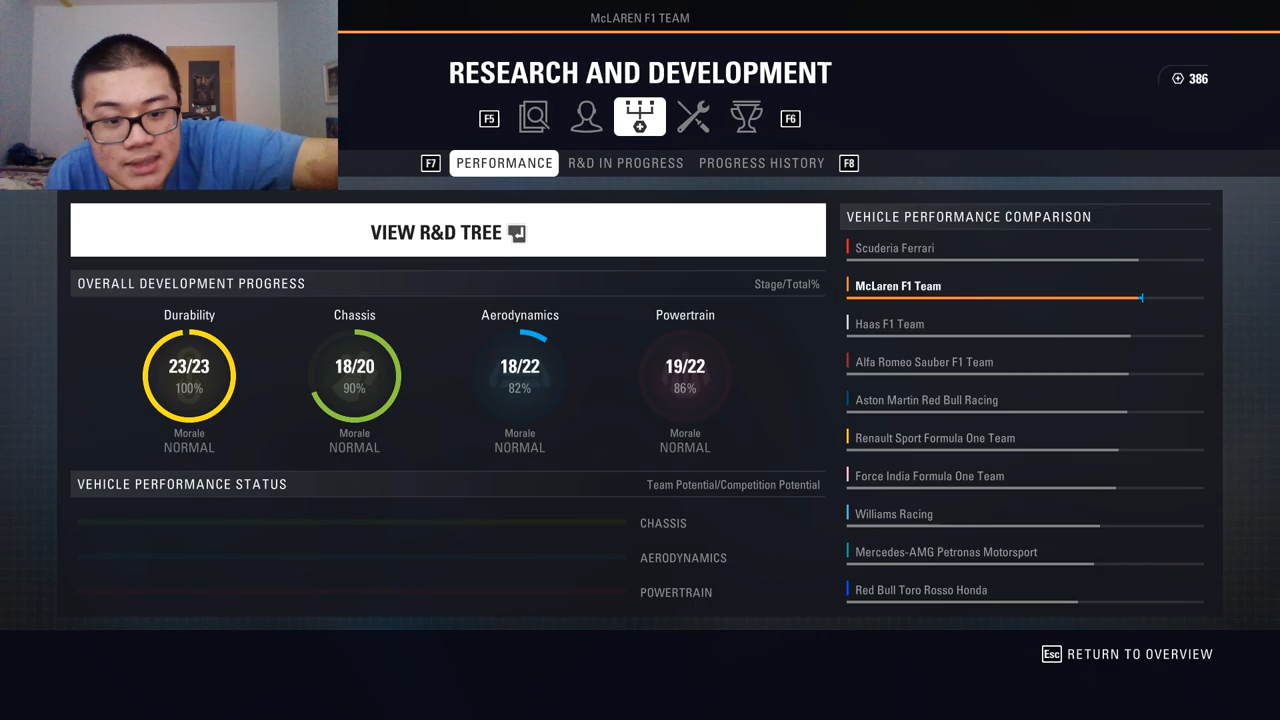 McLAREN F1 TEAM
RESEARCH AND DEVELOPMENT
386
F5
F6
F7 PERFORMANCE R&D IN PROGRESS PROGRESS HISTORY F8
VIEW R&D TREE
OVERALL DEVELOPMENT PROGRESS Stage/Total%
Durability Chassis Aerodynamics Powertrain
23/23 18/20 18/22 19/22
100% 90% 82% 86%
Morale Morale Morale Morale
NORMAL NORMAL NORMAL NORMAL
VEHICLE PERFORMANCE STATUS Team Potential/Competition Potential
CHASSIS
AERODYNAMICS
POWERTRAIN
VEHICLE PERFORMANCE COMPARISON
Scuderia Ferrari
McLaren F1 Team
Haas F1 Team
Alfa Romeo Sauber F1 Team
Aston Martin Red Bull Racing
Renault Sport Formula One Team
Force India Formula One Team
Williams Racing
Mercedes-AMG Petronas Motorsport
Red Bull Toro Rosso Honda
Esc RETURN TO OVERVIEW